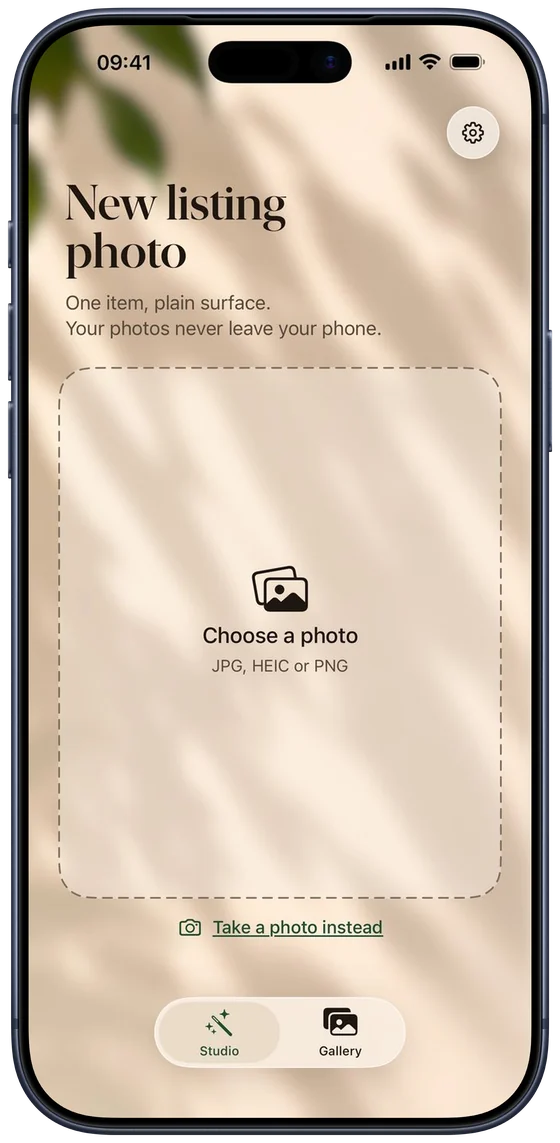 09:41
New listing
photo
One item, plain surface.
Your photos never leave your phone.
Choose a photo
JPG, HEIC or PNG
Take a photo instead
Studio
Gallery